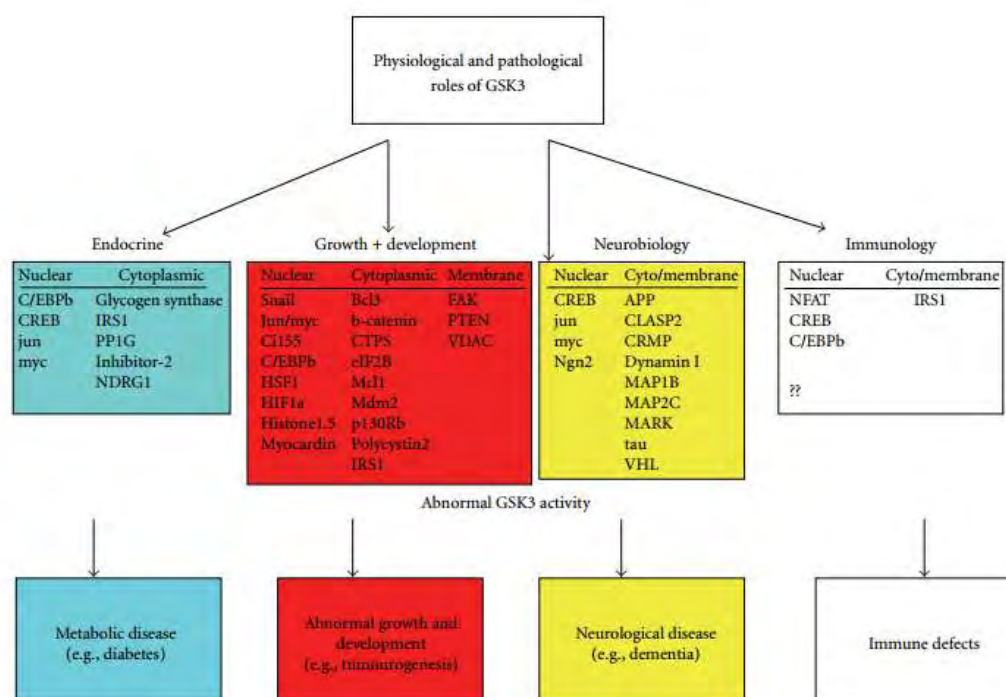 Physiological and pathological
roles of GSK3
Endocrine
Growth + development
Neurobiology
Immunology
Nuclear Cytoplasmic
C/EBPb Glycogen synthase
CREB IRS1
jun PP1G
myc Inhibitor-2
NDRG1
Nuclear Cytoplasmic Membrane
Snail Bcl3 FAK
Jun/myc b-catenin PTEN
Ci155 CTPS VDAC
C/EBPb eIF2B
HSF1 Mcl1
HIF1a Mdm2
Histone1.5 p130Rb
Myocardin Polycystin2
IRS1
Nuclear Cyto/membrane
CREB APP
jun CLASP2
myc CRMP
Ngn2 Dynamin I
MAP1B
MAP2C
MARK
tau
VHL
Nuclear Cyto/membrane
NFAT IRS1
CREB
C/EBPb
??
Abnormal GSK3 activity
Metabolic disease
(e.g., diabetes)
Abnormal growth and
development
(e.g., tumourogenesis)
Neurological disease
(e.g., dementia)
Immune defects